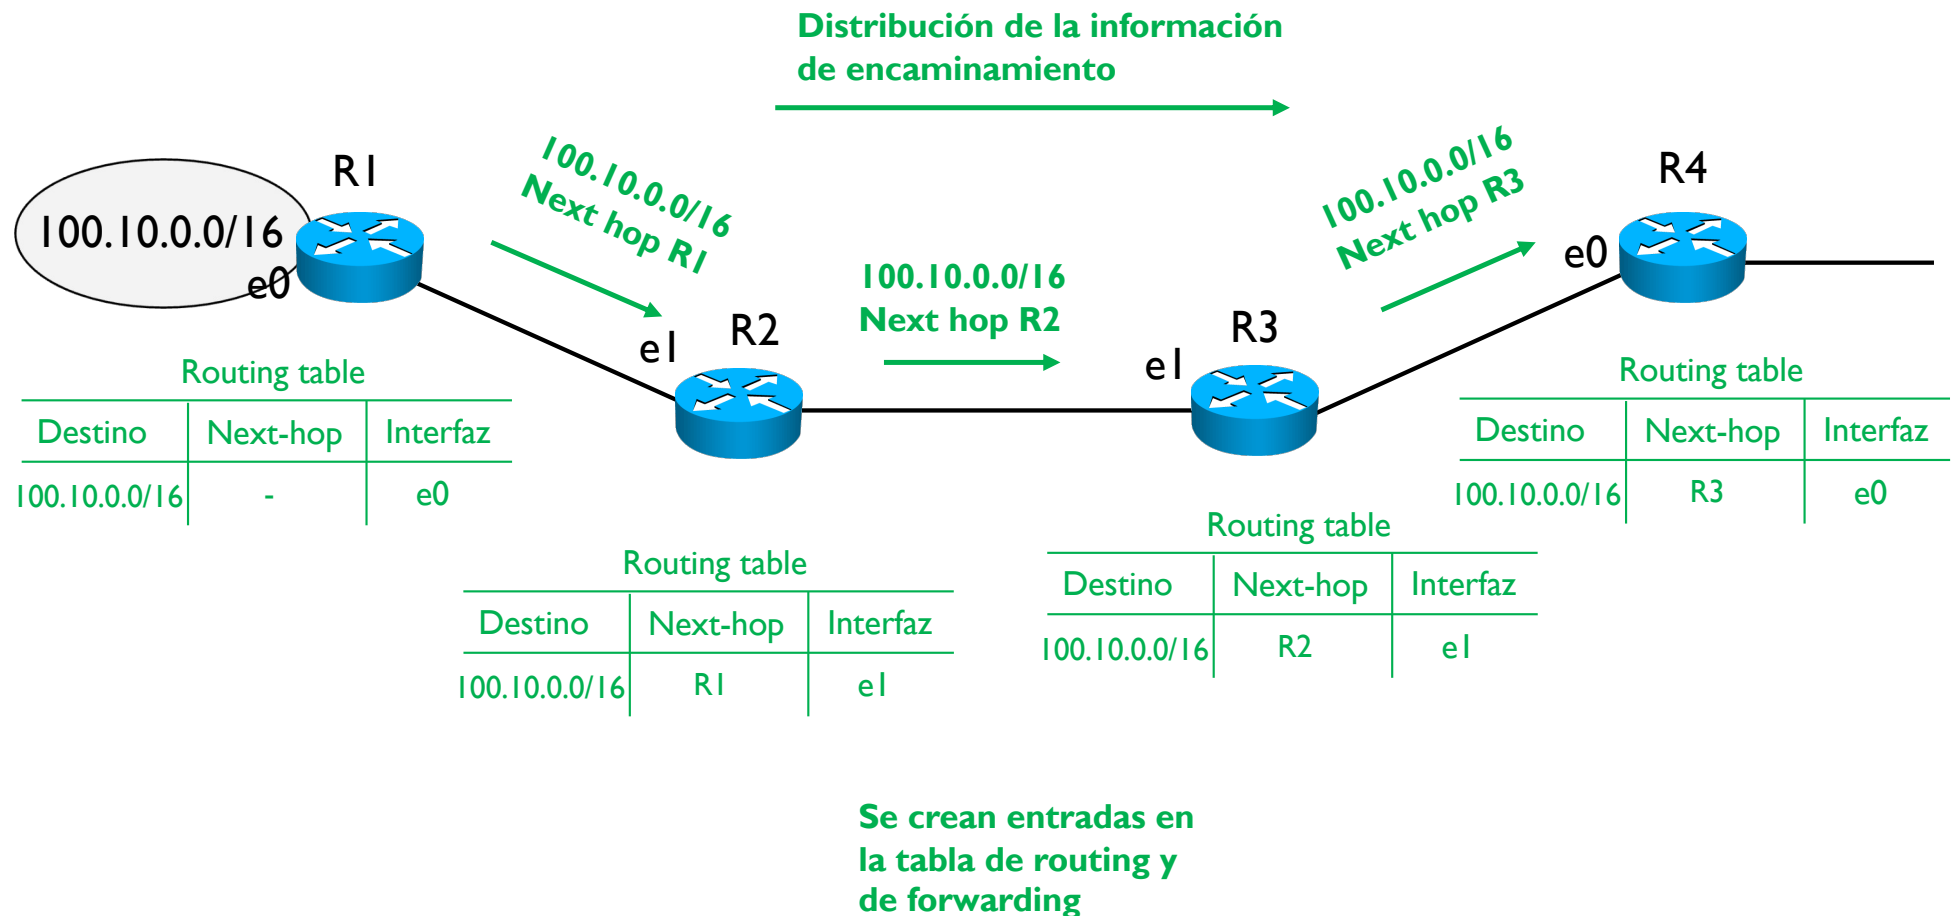 Distribución de la información
de encaminamiento
R1
100.10.0.0/16
Next hop R1
100.10.0.0/16
Next hop R3
R4
100.10.0.0/16
e0
e0
100.10.0.0/16
Next hop R2
e1
R2
e1
R3
Routing table
Destino Next-hop Interfaz
100.10.0.0/16 - e0
Routing table
Destino Next-hop Interfaz
100.10.0.0/16 R3 e0
Routing table
Destino Next-hop Interfaz
100.10.0.0/16 R2 e1
Routing table
Destino Next-hop Interfaz
100.10.0.0/16 R1 e1
Se crean entradas en
la tabla de routing y
de forwarding